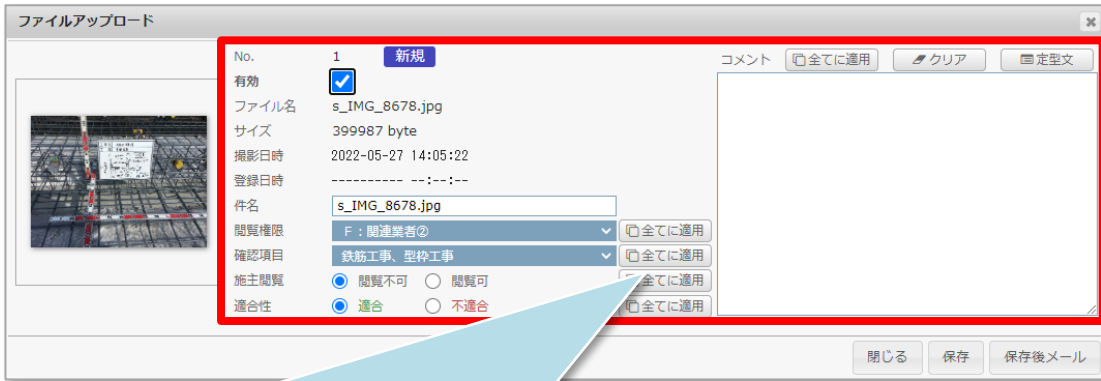 ファイルアップロード
No. 1 新規
有効
ファイル名 s_IMG_8678.jpg
サイズ 399987 byte
撮影日時 2022-05-27 14:05:22
登録日時 ---------- --:--:--
件名 s_IMG_8678.jpg
閲覧権限 F：関連業者② 全てに適用
確認項目 鉄筋工事、型枠工事 全てに適用
施主閲覧 閲覧不可 閲覧可 全てに適用
適合性 適合 不適合 全てに適用
コメント 全てに適用 クリア 定型文
閉じる 保存 保存後メール